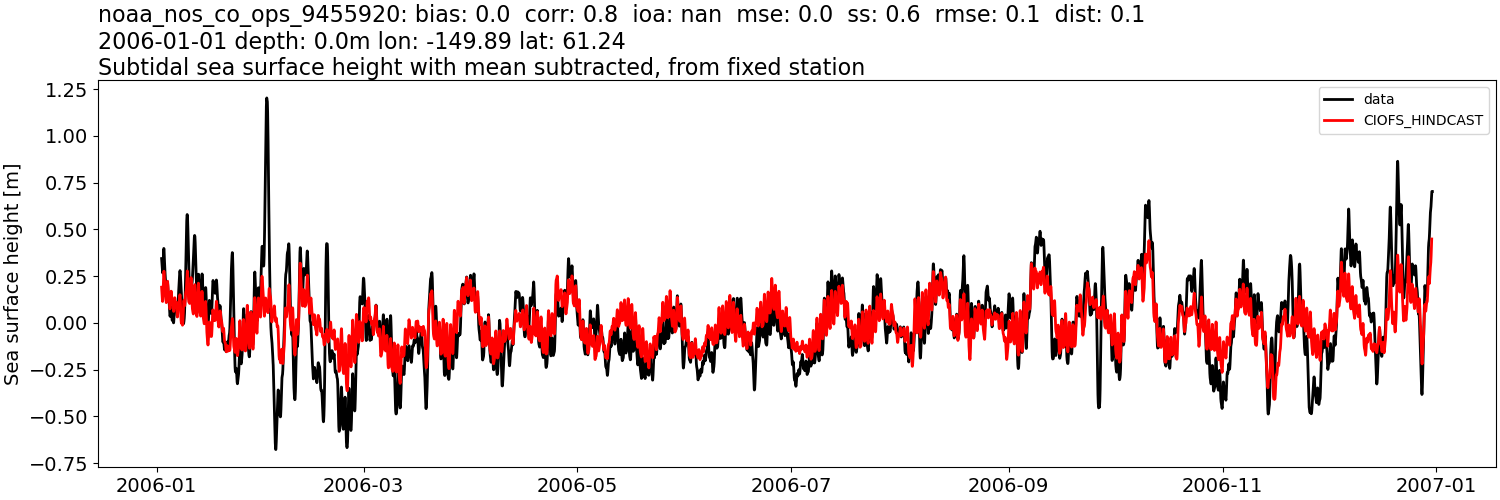 noaa_nos_co_ops_9455920: bias: 0.0  corr: 0.8  ioa: nan  mse: 0.0  ss: 0.6  rmse: 0.1  dist: 0.1
2006-01-01 depth: 0.0m lon: -149.89 lat: 61.24
Subtidal sea surface height with mean subtracted, from fixed station
data
CIOFS_HINDCAST
Sea surface height [m]
1.25
1.00
0.75
0.50
0.25
0.00
−0.25
−0.50
−0.75
2006-01
2006-03
2006-05
2006-07
2006-09
2006-11
2007-01